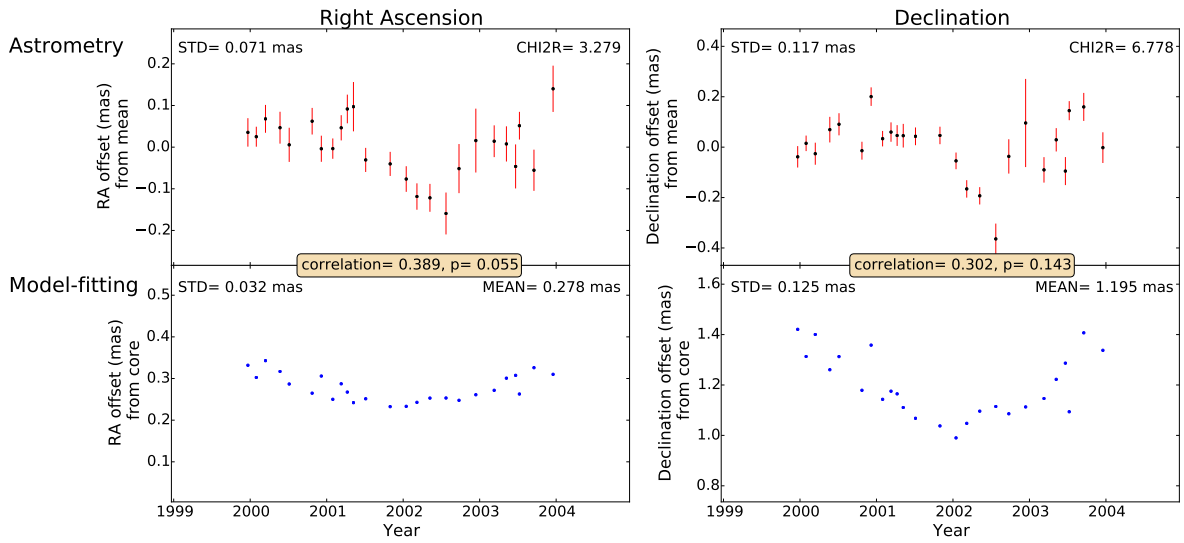 Right Ascension
Declination
Astrometry
STD= 0.071 mas
CHI2R= 3.279
STD= 0.117 mas
CHI2R= 6.778
RA offset (mas)
from mean
0.2
0.1
0.0
−0.1
−0.2
Declination offset (mas)
from mean
0.4
0.2
0.0
−0.2
−0.4
correlation= 0.389, p= 0.055
correlation= 0.302, p= 0.143
Model-fitting
STD= 0.032 mas
MEAN= 0.278 mas
STD= 0.125 mas
MEAN= 1.195 mas
RA offset (mas)
from core
0.5
0.4
0.3
0.2
0.1
Declination offset (mas)
from core
1.6
1.4
1.2
1.0
0.8
1999 2000 2001 2002 2003 2004
Year
1999 2000 2001 2002 2003 2004
Year